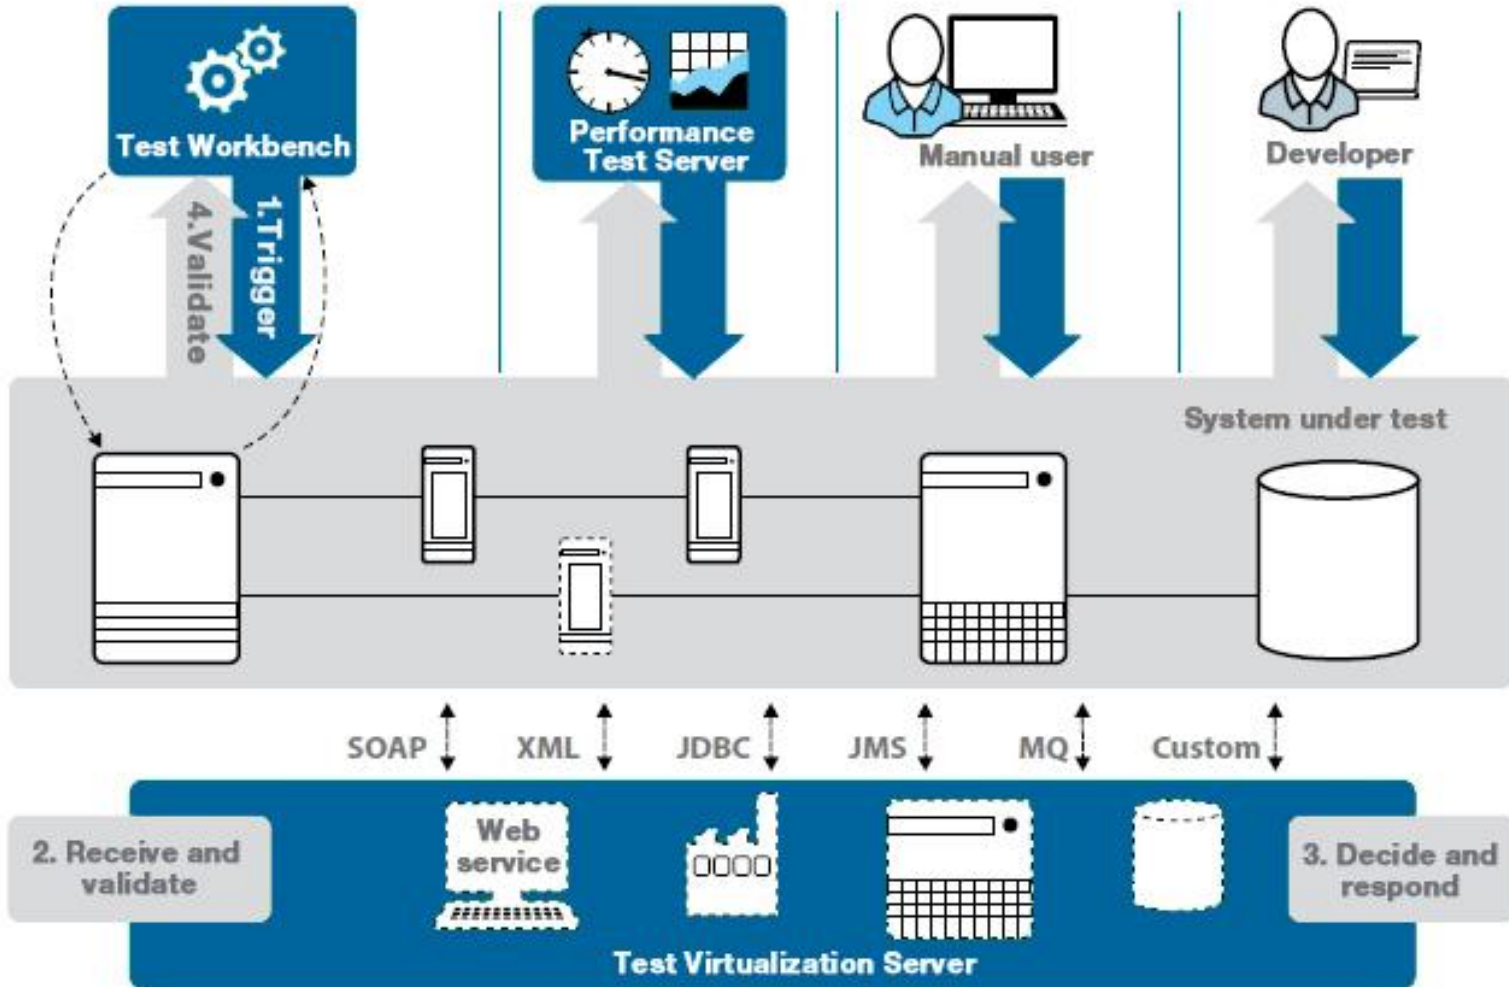 Test Workbench
Performance
Test Server
Manual user
Developer
4.Validate
1.Trigger
System under test
SOAP
XML
JDBC
JMS
MQ
Custom
2. Receive and
validate
Web
service
3. Decide and
respond
Test Virtualization Server